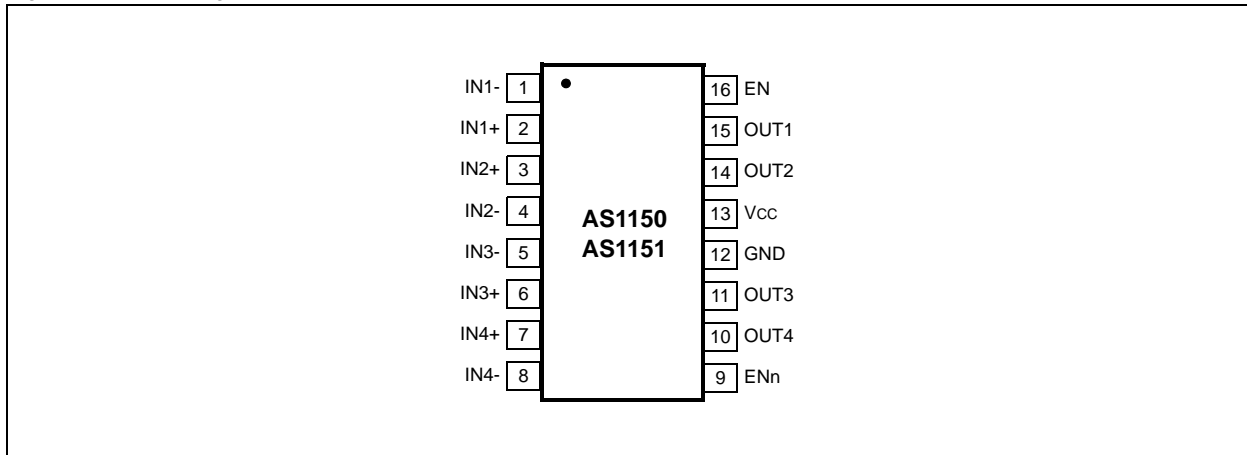 IN1- 1 16 EN
IN1+ 2 15 OUT1
IN2+ 3 14 OUT2
IN2- 4 13 VCC
AS1150
IN3- 5 12 GND
AS1151
IN3+ 6 11 OUT3
IN4+ 7 10 OUT4
IN4- 8 9 ENn